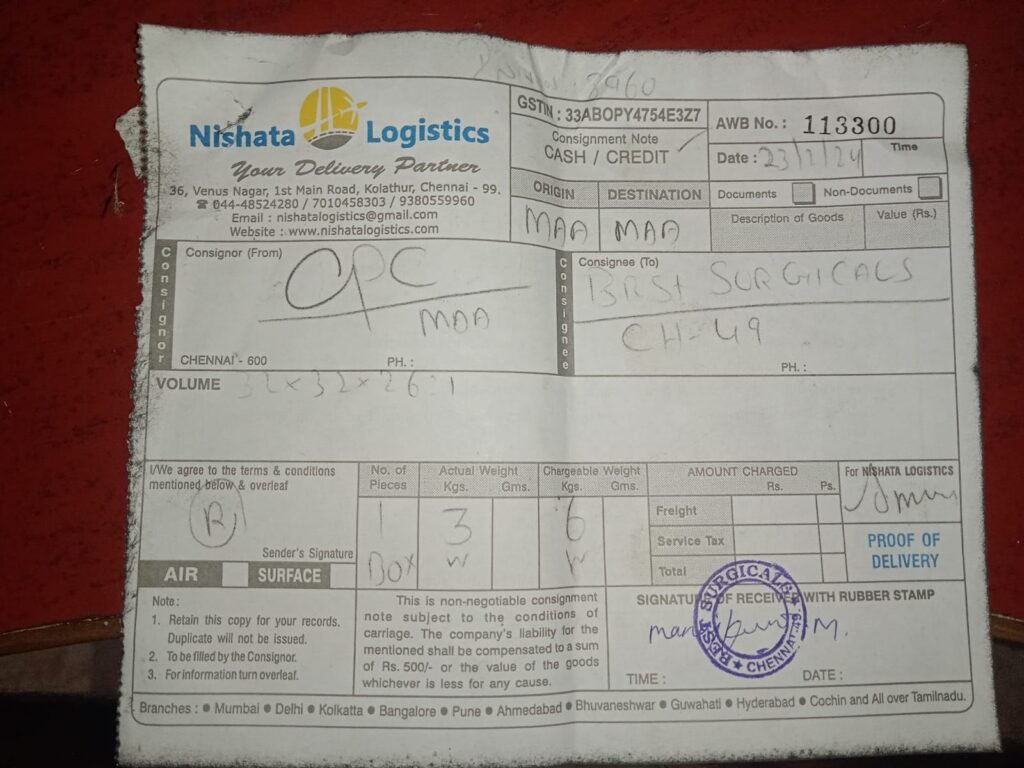 8960
Nishata Logistics
Your Delivery Partner
36, Venus Nagar, 1st Main Road, Kolathur, Chennai - 99.
☎ 044-48524280 / 7010458303 / 9380559960
Email : nishatalogistics@gmail.com
Website : www.nishatalogistics.com
GSTIN : 33ABOPY4754E3Z7
Consignment Note
CASH / CREDIT ✓
AWB No. : 113300
Date : 23/2/24 Time
ORIGIN DESTINATION
MAA MAA
Documents Non-Documents
Description of Goods Value (Rs.)
Consignor
Consignor (From)
CPC
MAA
CHENNAI - 600 PH. :
Consignee
Consignee (To)
BRST SURGICALS
CH-49
PH. :
VOLUME 32 x 32 x 26 : 1
I/We agree to the terms & conditions
mentioned below & overleaf
R
Sender's Signature
AIR SURFACE
No. of Pieces
1
Box
Actual Weight
Kgs. Gms.
3
W
Chargeable Weight
Kgs. Gms.
6
W
AMOUNT CHARGED
Rs. Ps.
Freight
Service Tax
Total
For NISHATA LOGISTICS
PROOF OF
DELIVERY
Note :
1. Retain this copy for your records.
Duplicate will not be issued.
2. To be filled by the Consignor.
3. For information turn overleaf.
This is non-negotiable consignment
note subject to the conditions of
carriage. The company's liability for the
mentioned shall be compensated to a sum
of Rs. 500/- or the value of the goods
whichever is less for any cause.
SIGNATURE OF RECEIVER WITH RUBBER STAMP
BEST SURGICALS
★ CHENNAI-49 ★
M.
TIME : DATE :
Branches : ● Mumbai ● Delhi ● Kolkatta ● Bangalore ● Pune ● Ahmedabad ● Bhuvaneshwar ● Guwahati ● Hyderabad ● Cochin and All over Tamilnadu.